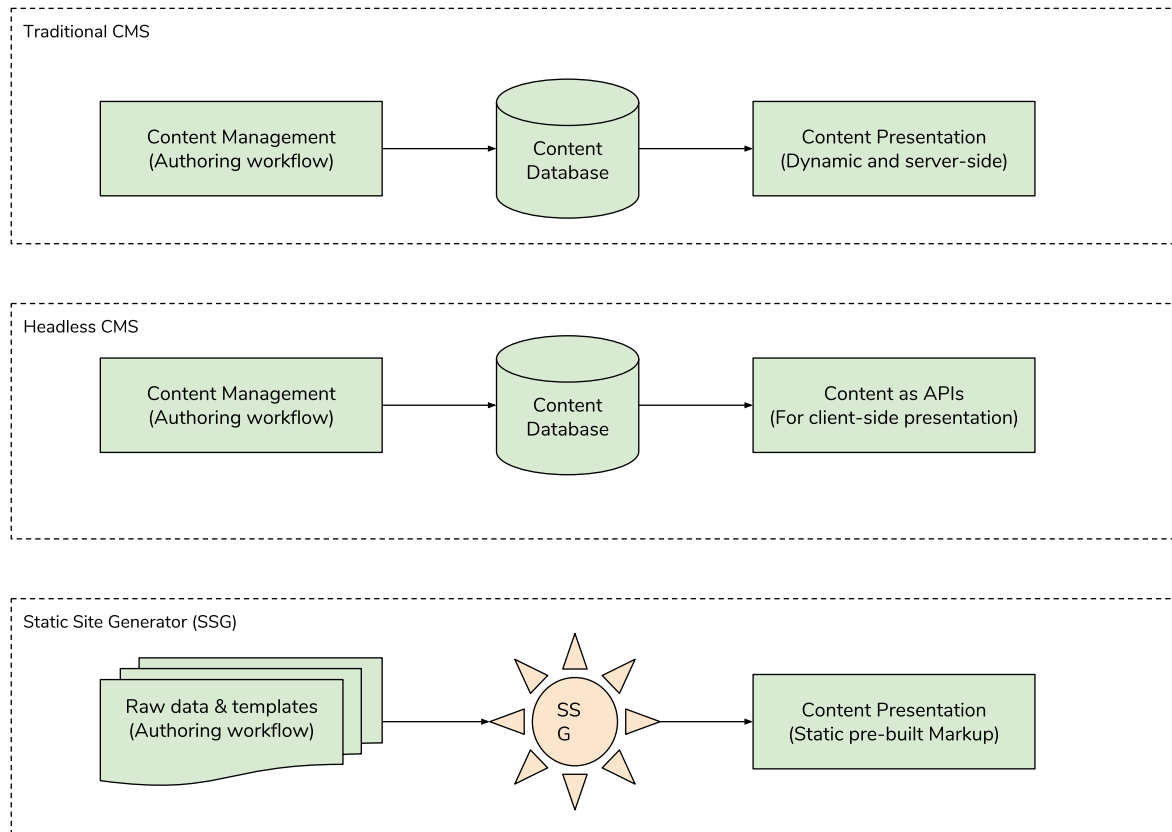 Traditional CMS
Content Management
(Authoring workflow)
Content
Database
Content Presentation
(Dynamic and server-side)
Headless CMS
Content Management
(Authoring workflow)
Content
Database
Content as APIs
(For client-side presentation)
Static Site Generator (SSG)
Raw data & templates
(Authoring workflow)
SS
G
Content Presentation
(Static pre-built Markup)